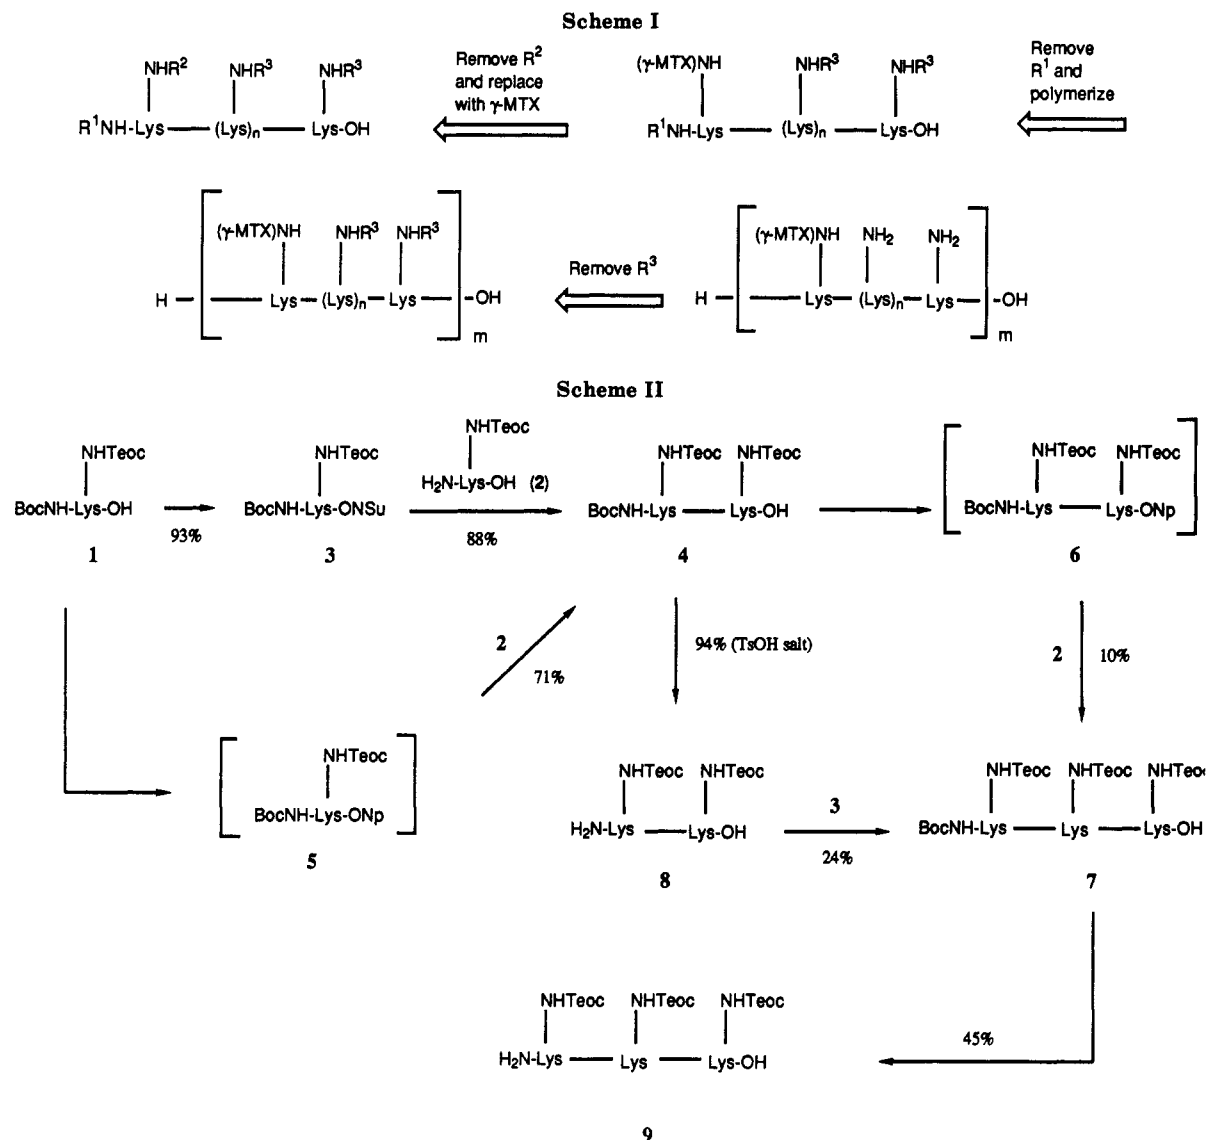 Scheme I
NHR² NHR³ NHR³
R¹NH-Lys (Lys)ₙ Lys-OH
Remove R²
and replace
with γ-MTX
(γ-MTX)NH NHR³ NHR³
R¹NH-Lys (Lys)ₙ Lys-OH
Remove
R¹ and
polymerize
(γ-MTX)NH NHR³ NHR³
H Lys (Lys)ₙ Lys OH
m
Remove R³
(γ-MTX)NH NH₂ NH₂
H Lys (Lys)ₙ Lys OH
m
Scheme II
NHTeoc
BocNH-Lys-OH
1
93%
NHTeoc
BocNH-Lys-ONSu
3
NHTeoc
H₂N-Lys-OH (2)
88%
NHTeoc NHTeoc
BocNH-Lys Lys-OH
4
NHTeoc NHTeoc
BocNH-Lys Lys-ONp
6
2
71%
94% (TsOH salt)
2 10%
NHTeoc
BocNH-Lys-ONp
5
NHTeoc NHTeoc
H₂N-Lys Lys-OH
8
3
24%
NHTeoc NHTeoc NHTeoc
BocNH-Lys Lys Lys-OH
7
45%
NHTeoc NHTeoc NHTeoc
H₂N-Lys Lys Lys-OH
9